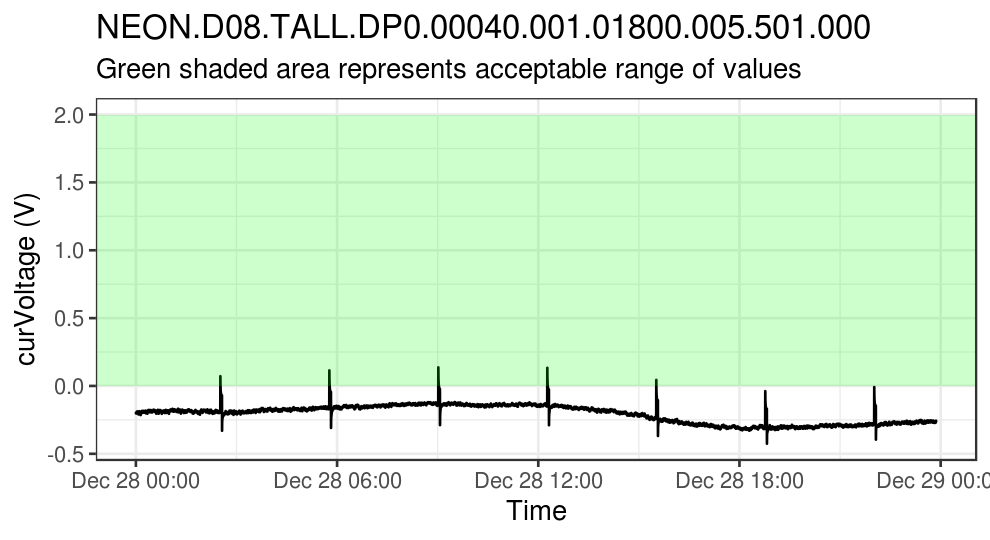 NEON.D08.TALL.DP0.00040.001.01800.005.501.000
Green shaded area represents acceptable range of values
curVoltage (V)
2.0
1.5
1.0
0.5
0.0
-0.5
Dec 28 00:00 Dec 28 06:00 Dec 28 12:00 Dec 28 18:00 Dec 29 00:0
Time